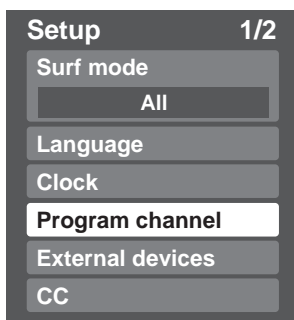 Setup 1/2
Surf mode
All
Language
Clock
Program channel
External devices
CC